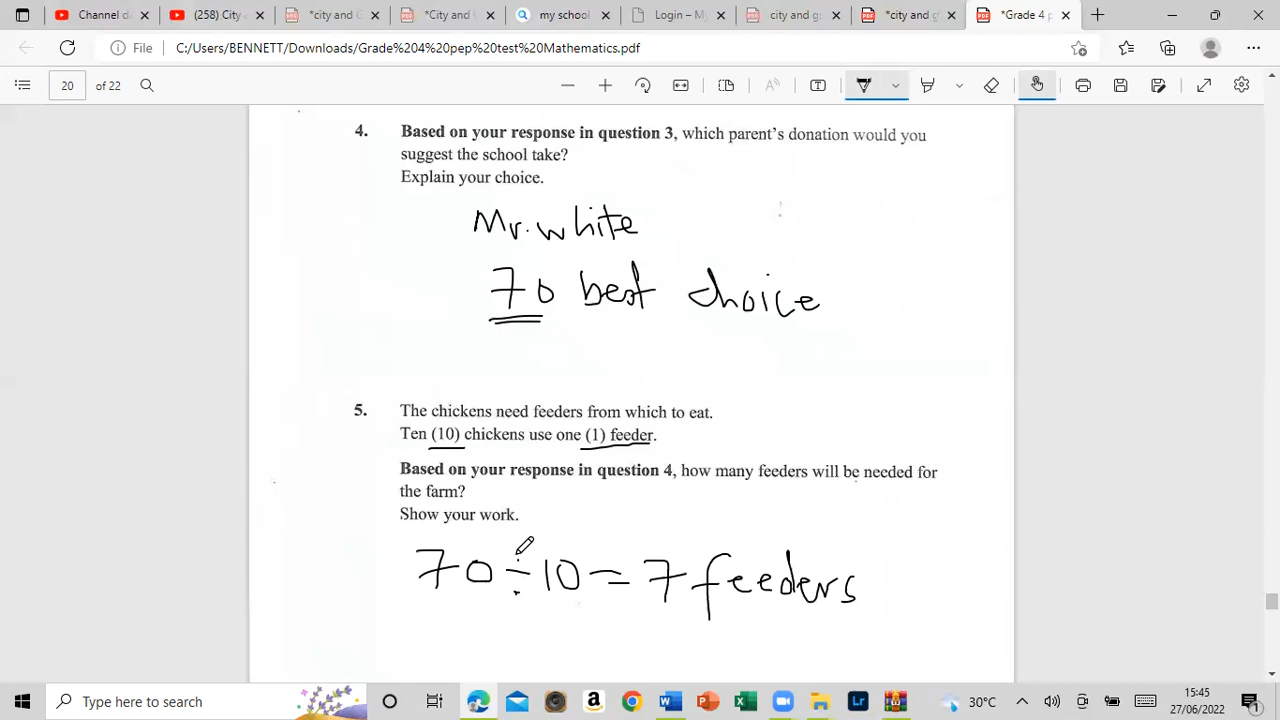 *city and G
(258) Ci
*city and G
*City and L
my school
Login – M
city and g
*city and g
*Grade 4 p
File C:/Users/BENNETT/Downloads/Grade%204%20pep%20test%20Mathematics.pdf
20 of 22
4. Based on your response in question 3, which parent's donation would you
suggest the school take?
Explain your choice.
Mr. white
70 best choice
5. The chickens need feeders from which to eat.
Ten (10) chickens use one (1) feeder.
Based on your response in question 4, how many feeders will be needed for
the farm?
Show your work.
70 ÷ 10 = 7 feeders
Type here to search
30°C
15:45
27/06/2022